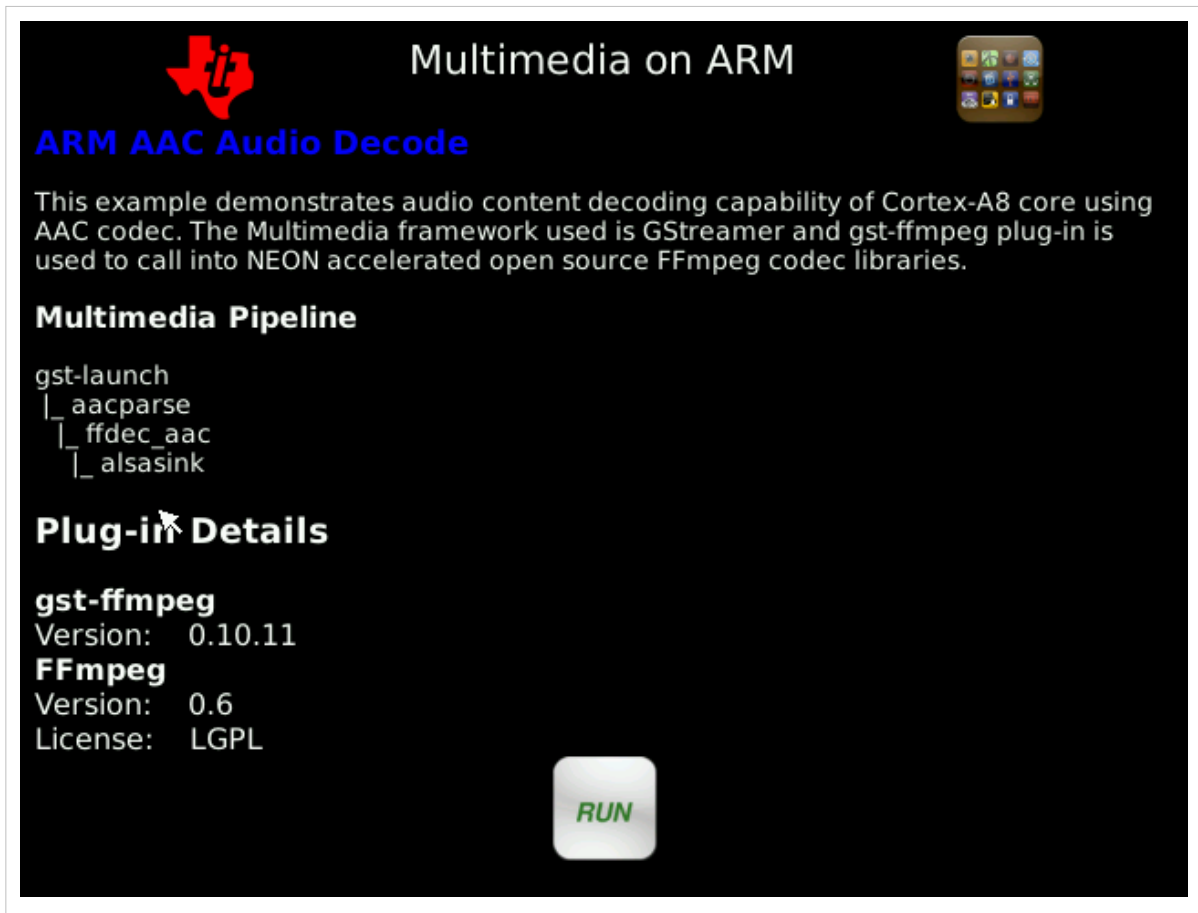 Multimedia on ARM
ARM AAC Audio Decode
This example demonstrates audio content decoding capability of Cortex-A8 core using
AAC codec. The Multimedia framework used is GStreamer and gst-ffmpeg plug-in is
used to call into NEON accelerated open source FFmpeg codec libraries.
Multimedia Pipeline
gst-launch
|_ aacparse
|_ ffdec_aac
|_ alsasink
Plug-in Details
gst-ffmpeg
Version: 0.10.11
FFmpeg
Version: 0.6
License: LGPL
RUN